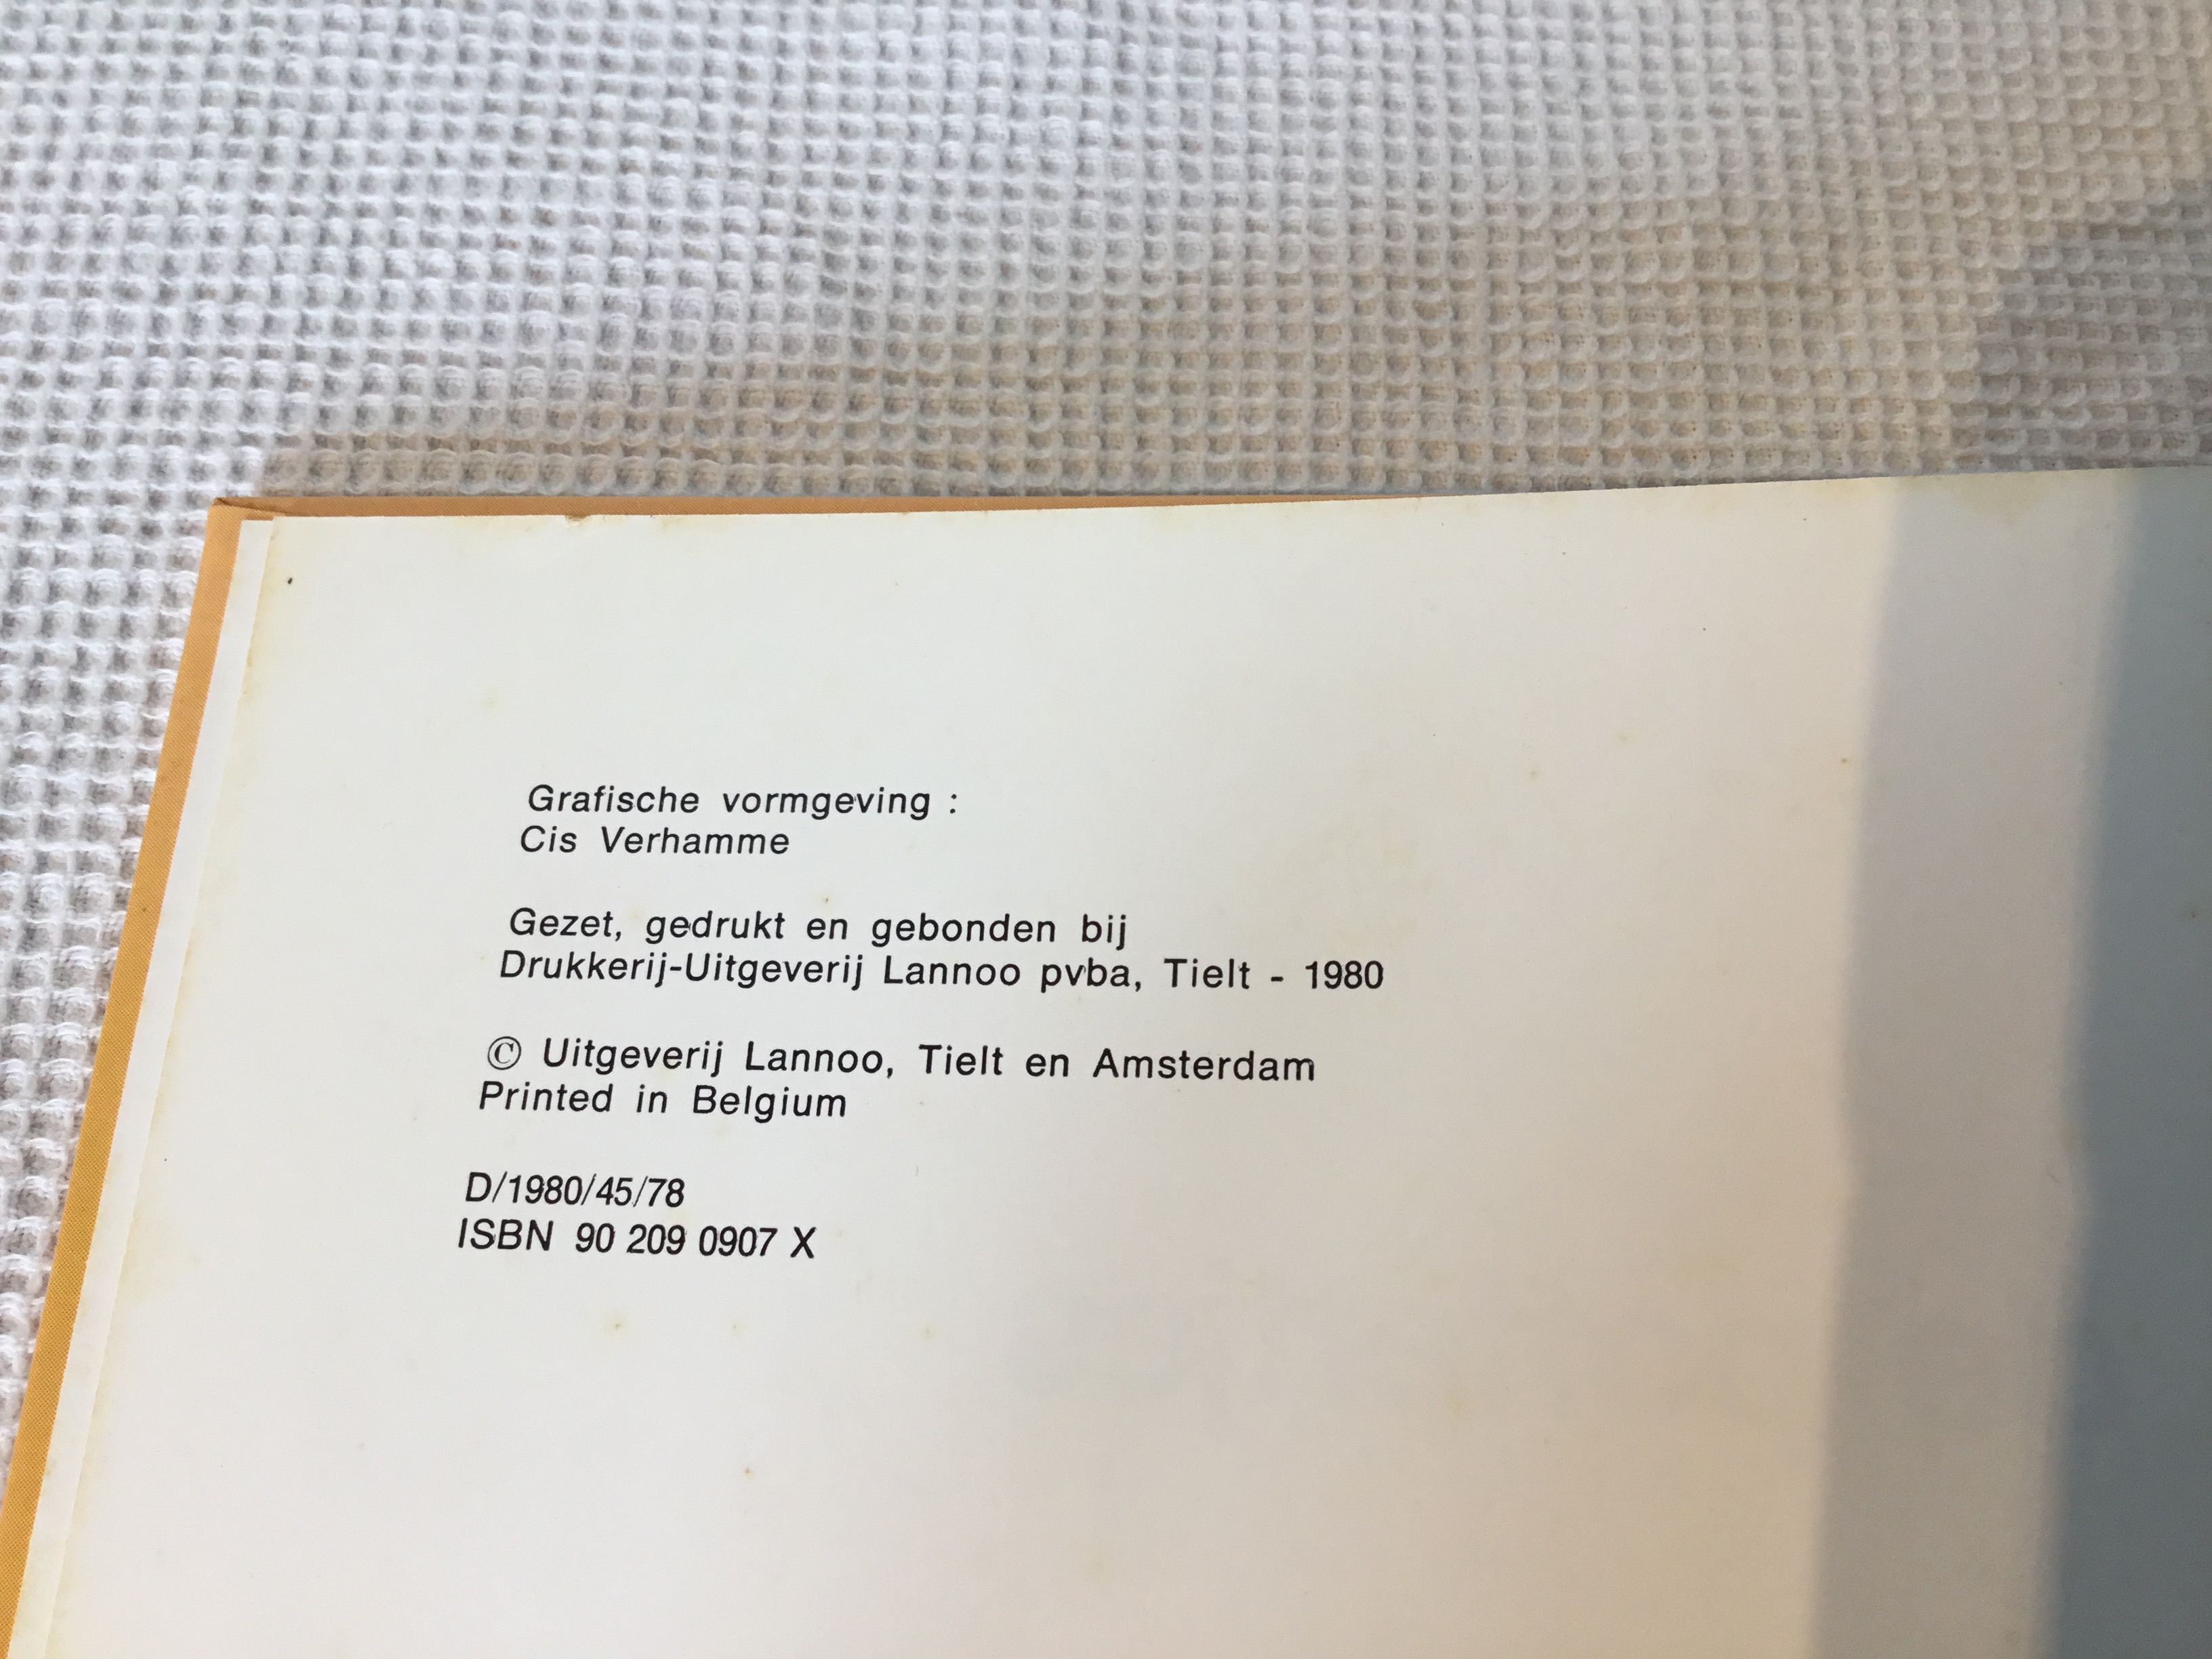 Grafische vormgeving :
Cis Verhamme
Gezet, gedrukt en gebonden bij
Drukkerij-Uitgeverij Lannoo pvba, Tielt - 1980
© Uitgeverij Lannoo, Tielt en Amsterdam
Printed in Belgium
D/1980/45/78
ISBN 90 209 0907 X